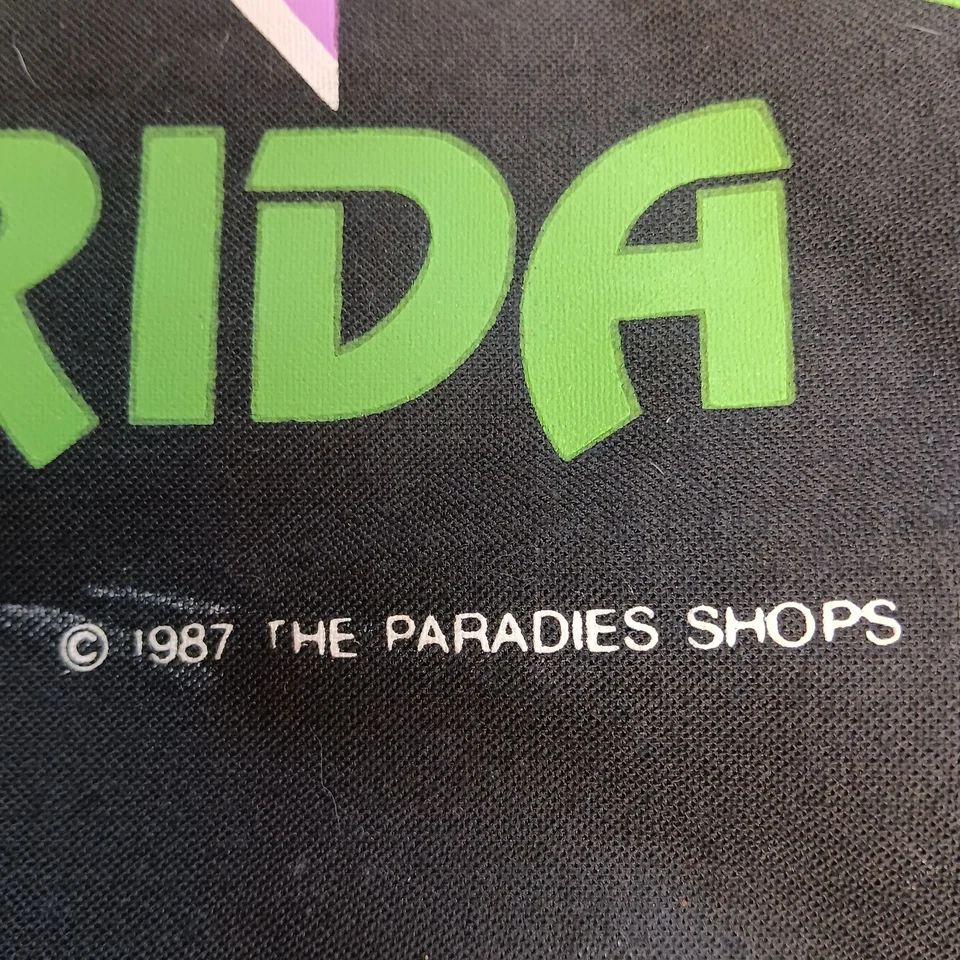 RIDA
© 1987 THE PARADIES SHOPS